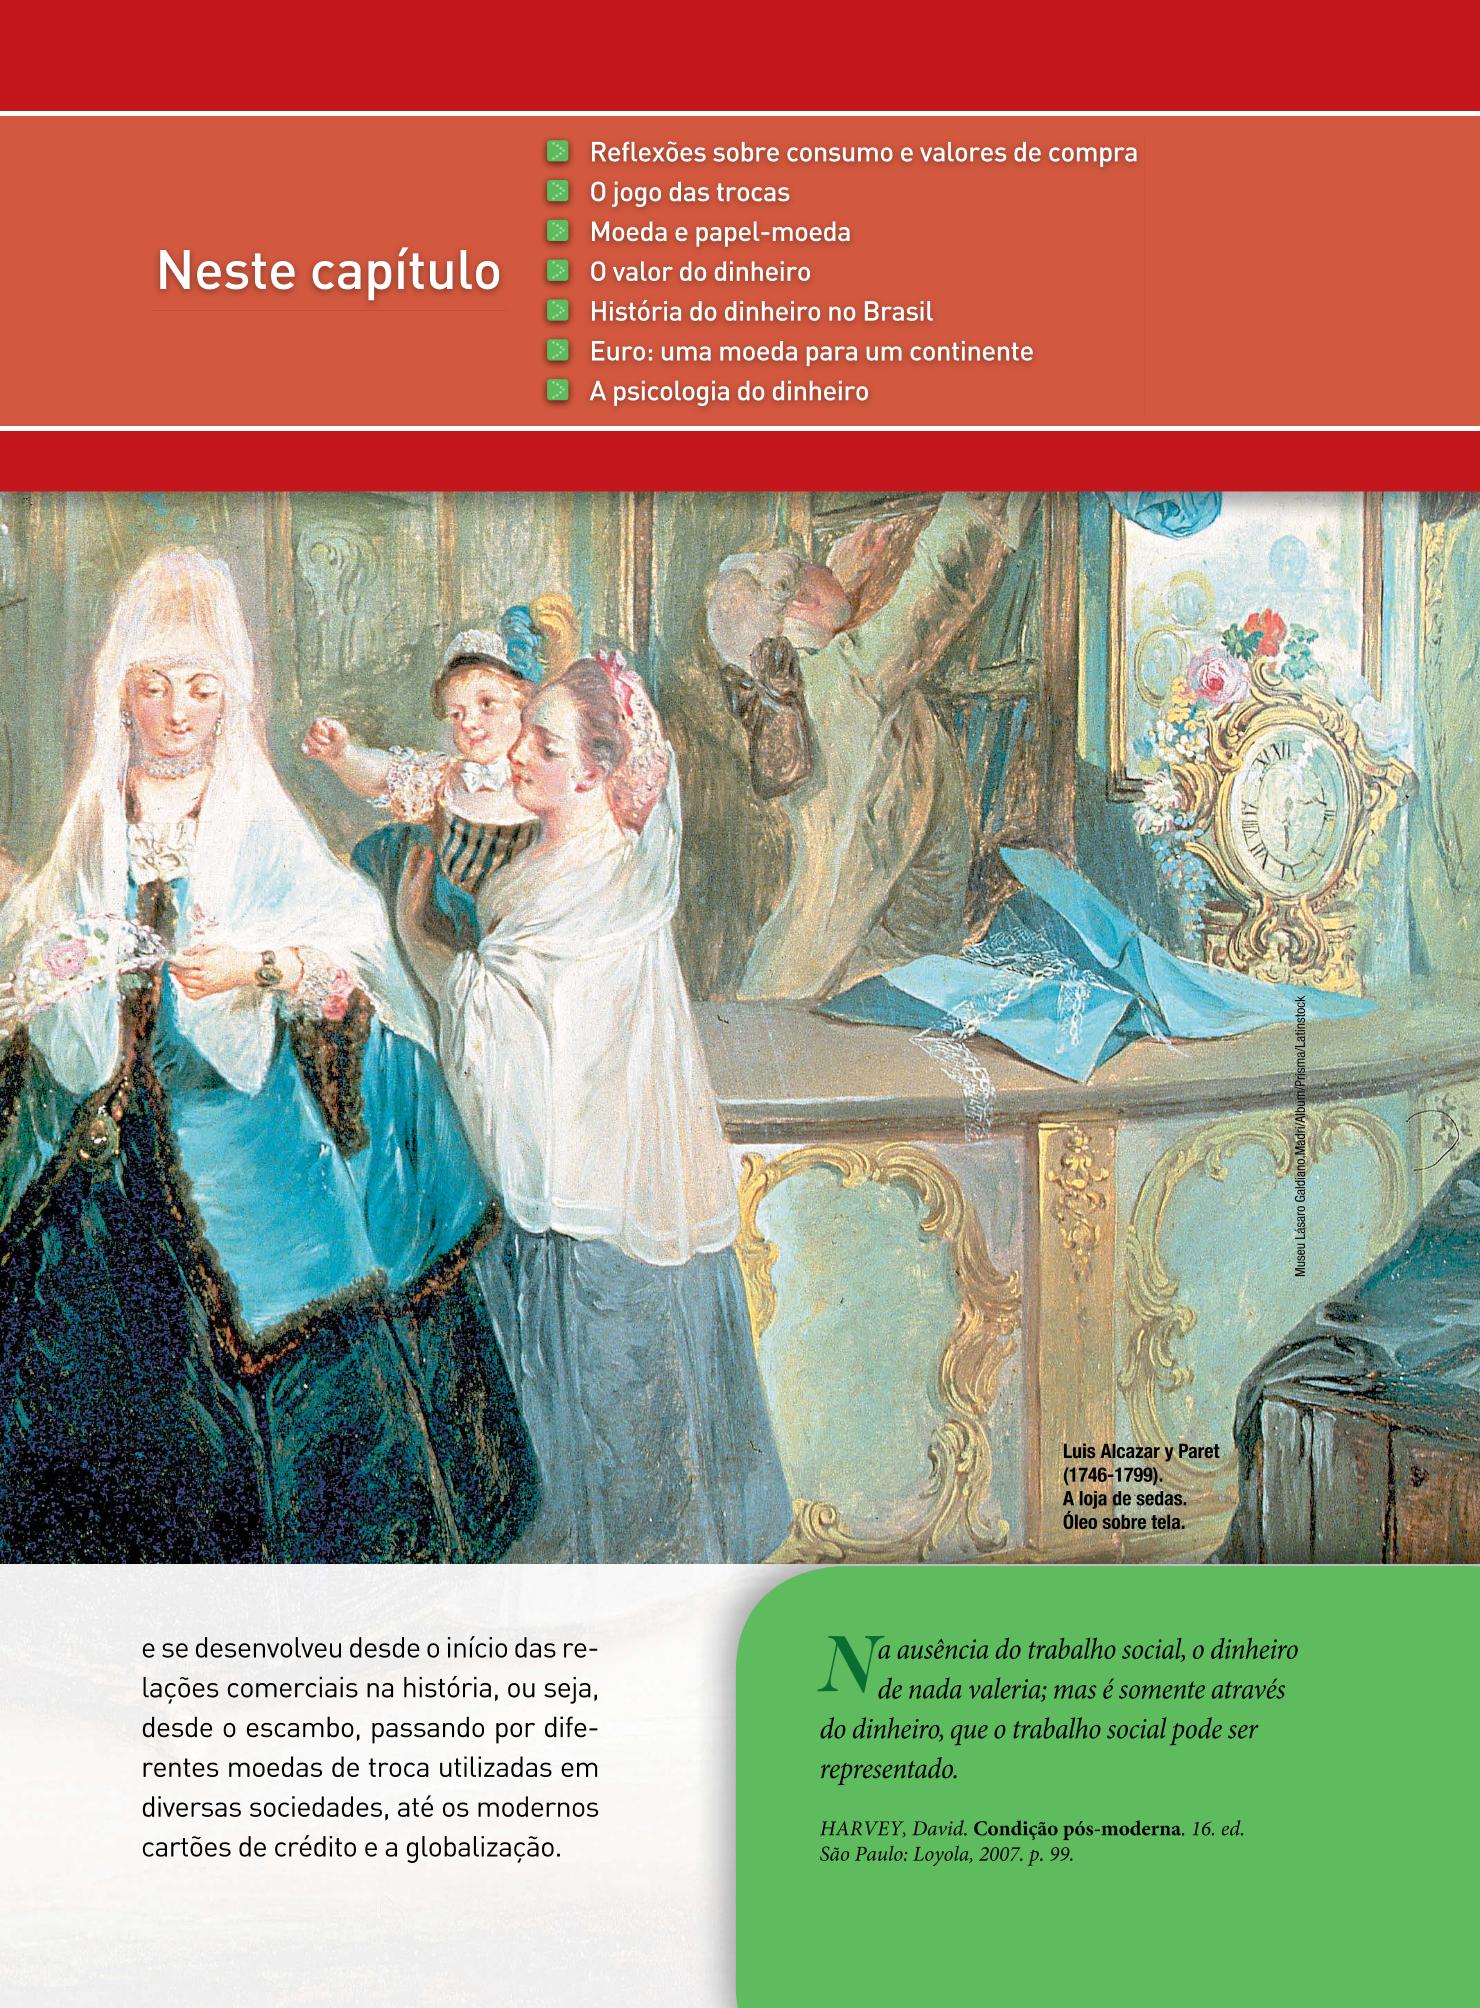 Neste capítulo
Reflexões sobre consumo e valores de compra
O jogo das trocas
Moeda e papel-moeda
O valor do dinheiro
História do dinheiro no Brasil
Euro: uma moeda para um continente
A psicologia do dinheiro
Museu Lásaro Galdiano,Madri/Album/Prisma/Latinstock
Luis Alcazar y Paret
(1746-1799).
A loja de sedas.
Óleo sobre tela.
e se desenvolveu desde o início das re-
lações comerciais na história, ou seja,
desde o escambo, passando por dife-
rentes moedas de troca utilizadas em
diversas sociedades, até os modernos
cartões de crédito e a globalização.
Na ausência do trabalho social, o dinheiro
de nada valeria; mas é somente através
do dinheiro, que o trabalho social pode ser
representado.
HARVEY, David. Condição pós-moderna. 16. ed.
São Paulo: Loyola, 2007. p. 99.